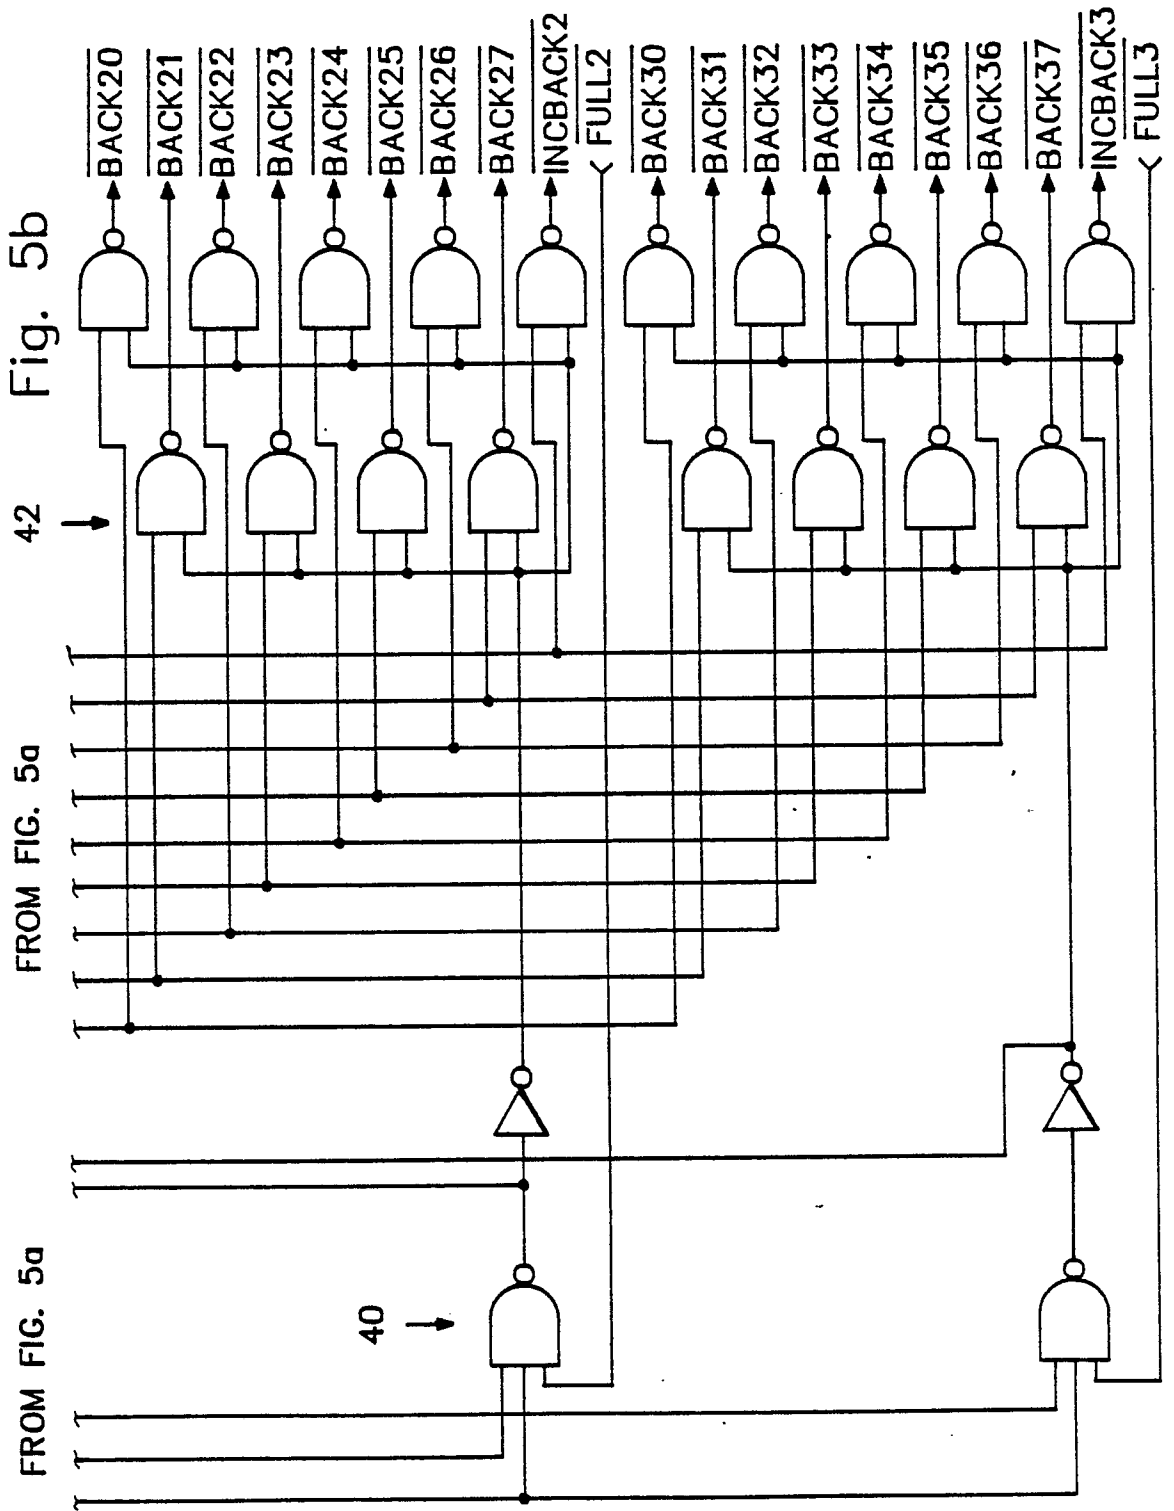 Fig. 5b
42
FROM FIG. 5a
40
FROM FIG. 5a
BACK20
BACK21
BACK22
BACK23
BACK24
BACK25
BACK26
BACK27
INCBACK2
FULL2
BACK30
BACK31
BACK32
BACK33
BACK34
BACK35
BACK36
BACK37
INCBACK3
FULL3